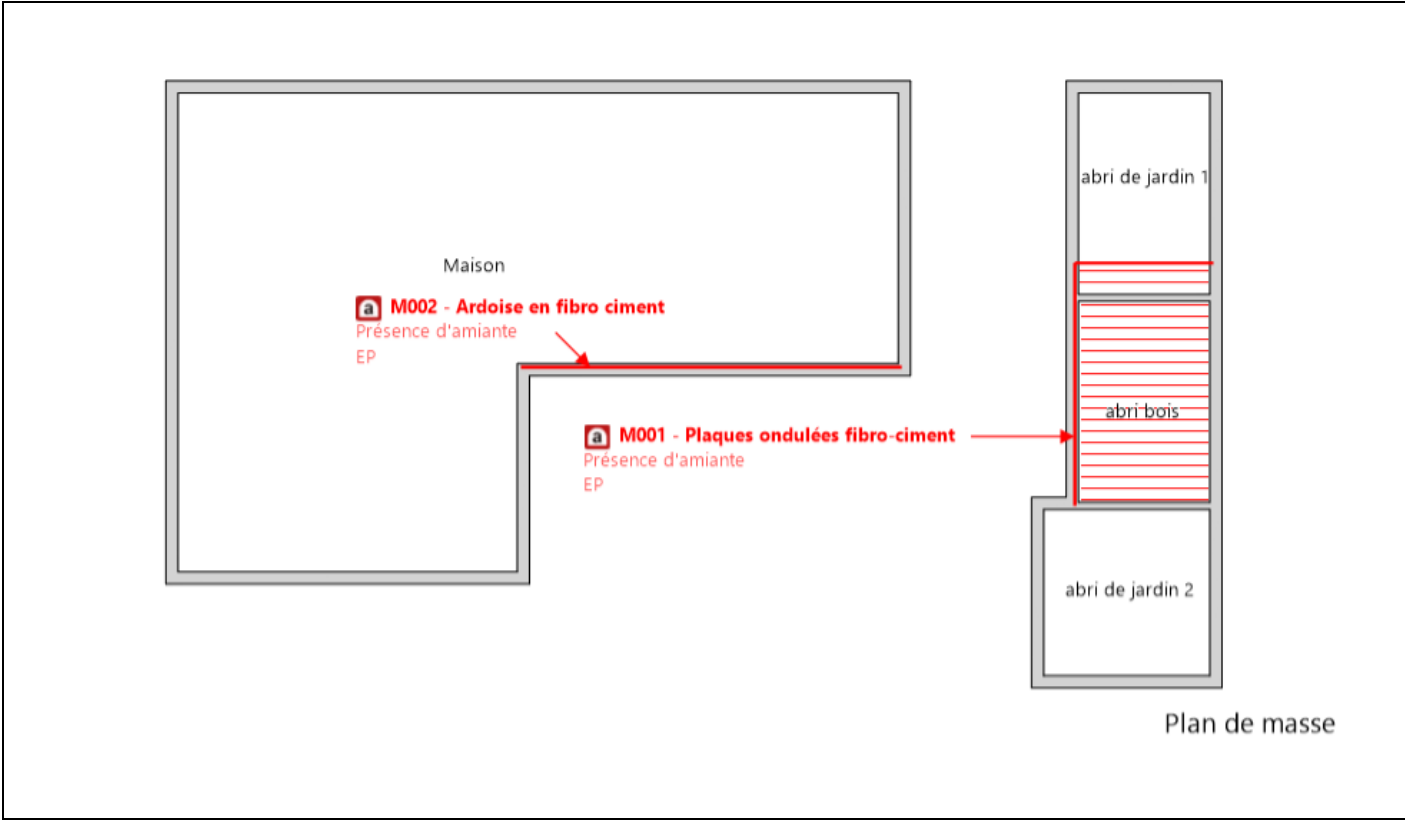 abri de jardin 1
Maison
a M002 - Ardoise en fibro ciment
Présence d'amiante
EP
abri bois
a M001 - Plaques ondulées fibro-ciment
Présence d'amiante
EP
abri de jardin 2
Plan de masse